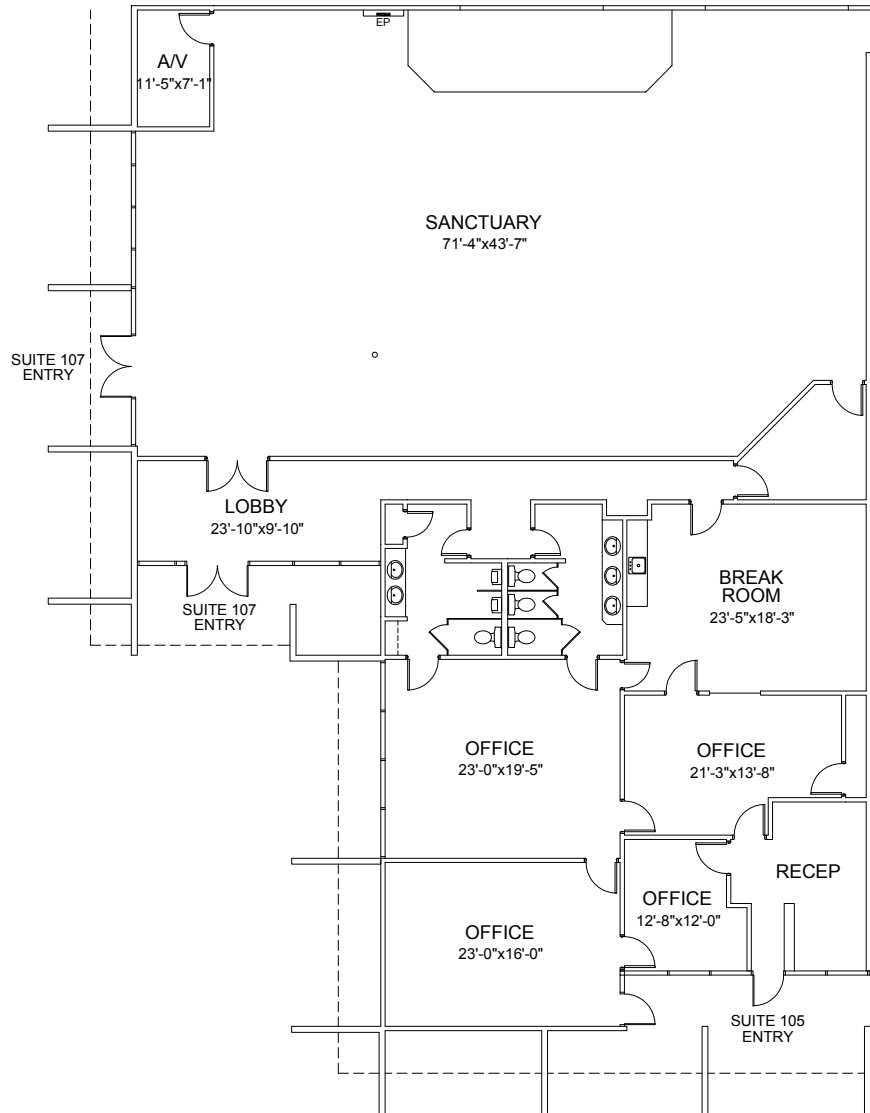 EP
A/V
11'-5"x7'-1"
SANCTUARY
71'-4"x43'-7"
SUITE 107
ENTRY
LOBBY
23'-10"x9'-10"
BREAK
ROOM
23'-5"x18'-3"
SUITE 107
ENTRY
OFFICE
23'-0"x19'-5"
OFFICE
21'-3"x13'-8"
RECEP
OFFICE
12'-8"x12'-0"
OFFICE
23'-0"x16'-0"
SUITE 105
ENTRY